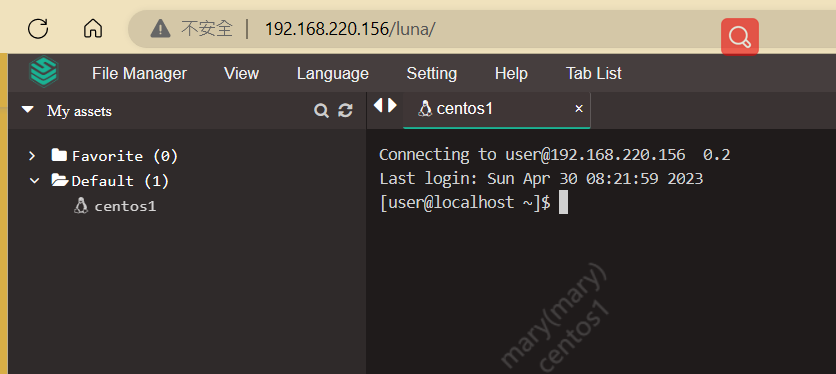 不安全 | 192.168.220.156/luna/
File Manager View Language Setting Help Tab List
My assets
centos1 ×
Favorite (0)
Default (1)
centos1
Connecting to user@192.168.220.156 0.2
Last login: Sun Apr 30 08:21:59 2023
[user@localhost ~]$
mary(mary)
centos1